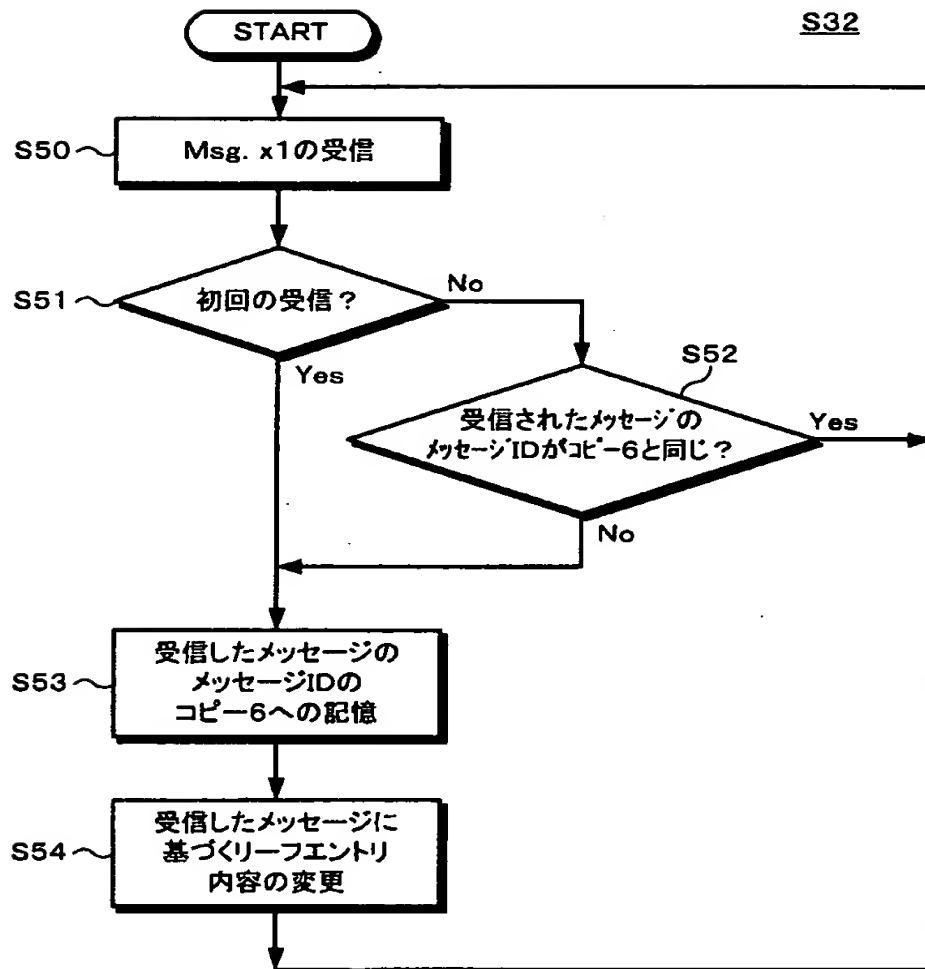 START
S32
S50
Msg. x1の受信
S51
初回の受信？
No
Yes
S52
受信されたメッセージの
メッセージIDがコピー6と同じ？
Yes
No
S53
受信したメッセージの
メッセージIDの
コピー6への記憶
S54
受信したメッセージに
基づくリーフエントリ
内容の変更